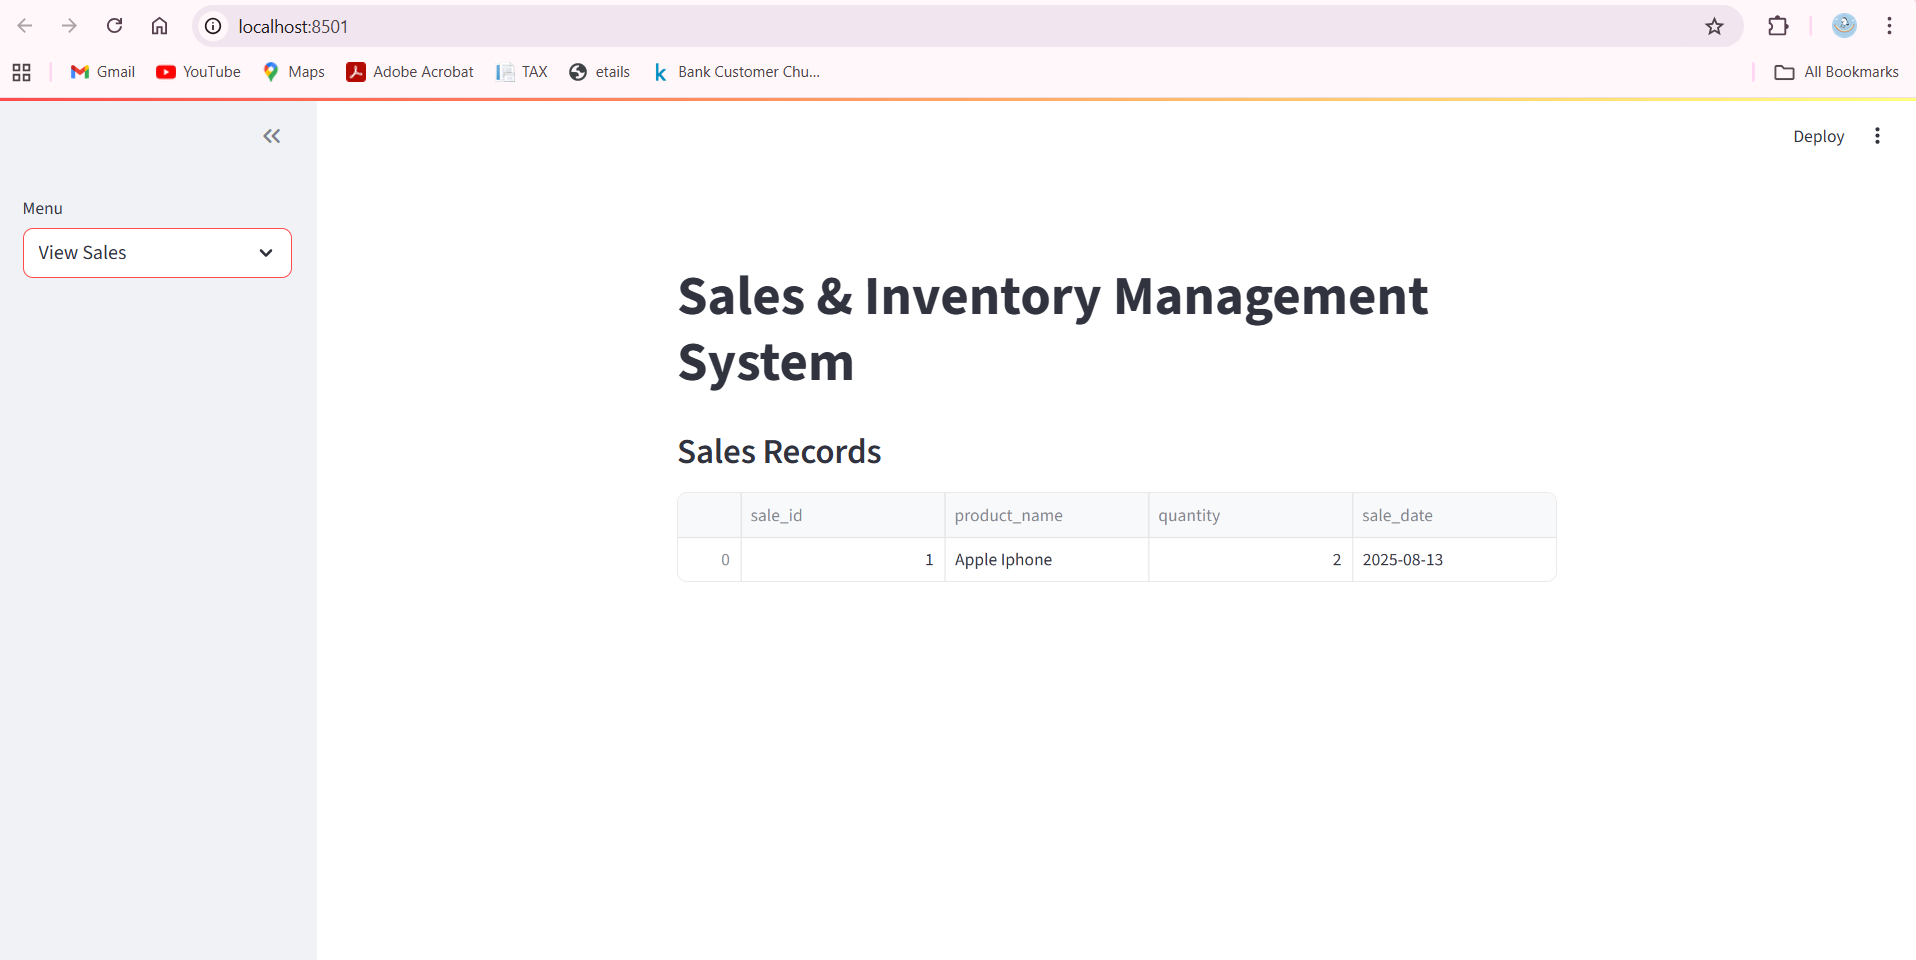 localhost:8501
Gmail YouTube Maps Adobe Acrobat TAX etails Bank Customer Chu... All Bookmarks
Deploy
Menu
View Sales
Sales & Inventory Management
System
Sales Records
sale_id product_name quantity sale_date
0 1 Apple Iphone 2 2025-08-13